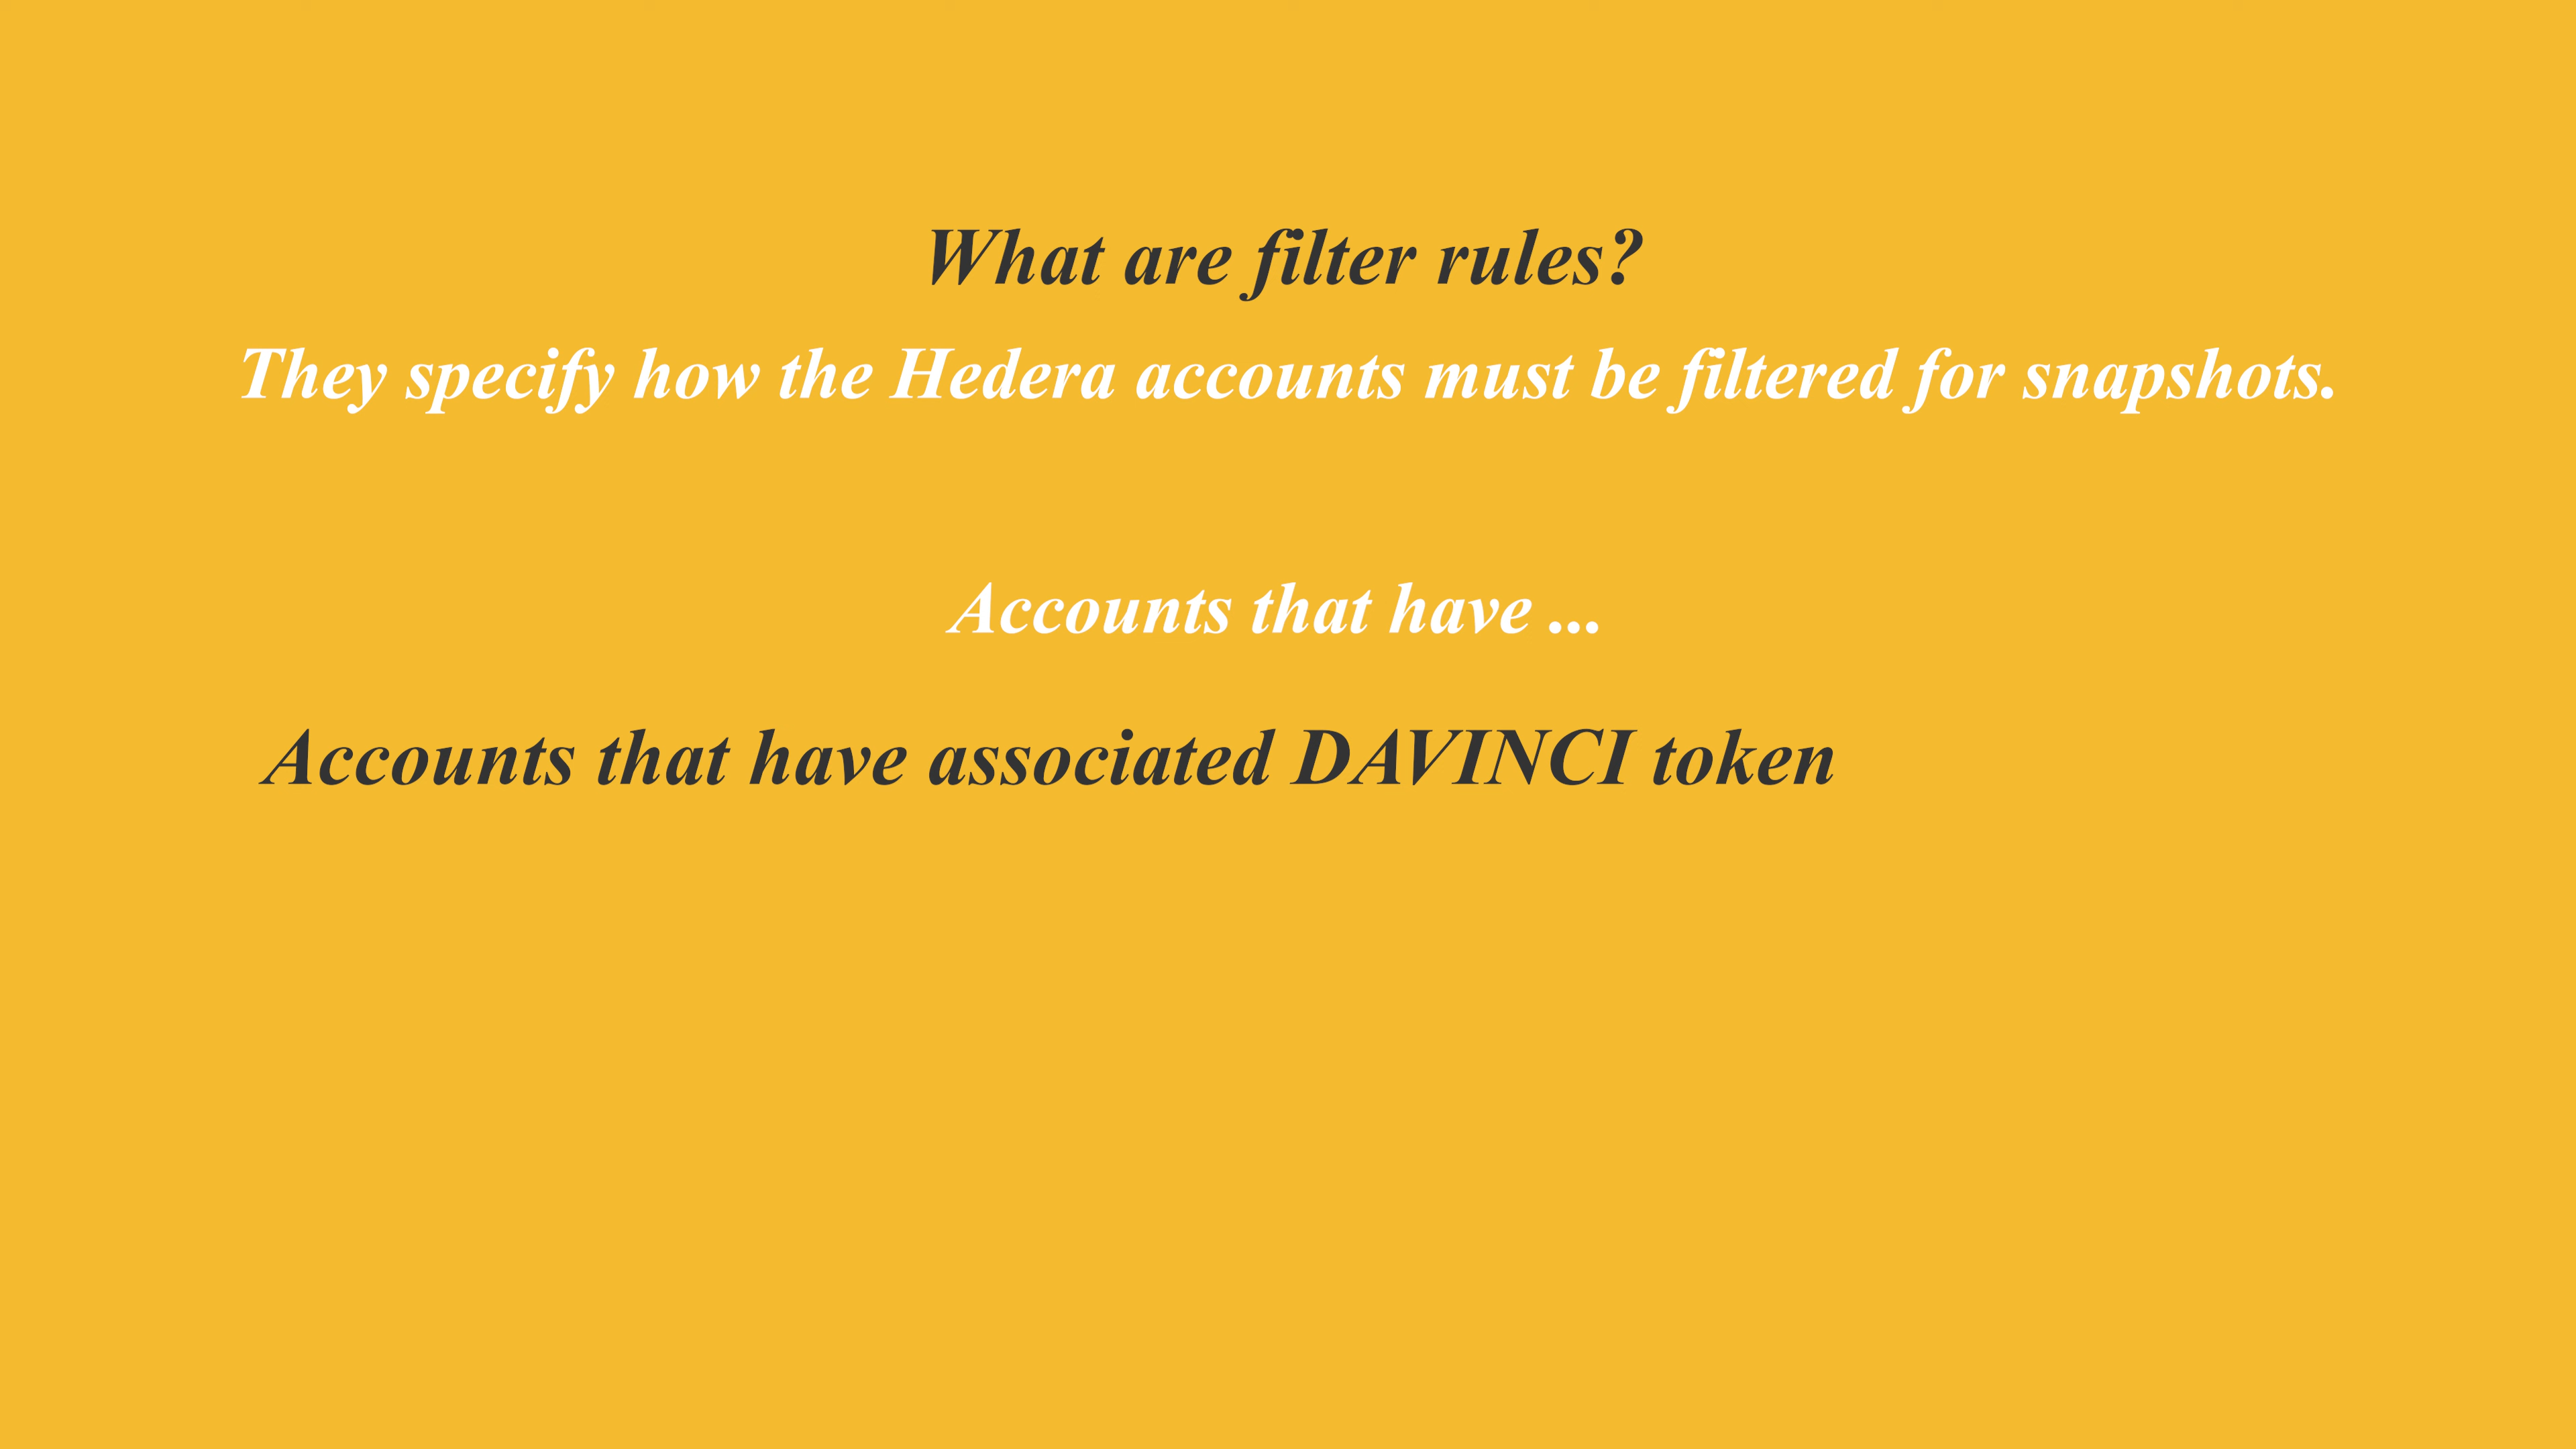 What are filter rules?
They specify how the Hedera accounts must be filtered for snapshots.
Accounts that have ...
Accounts that have associated DAVINCI token